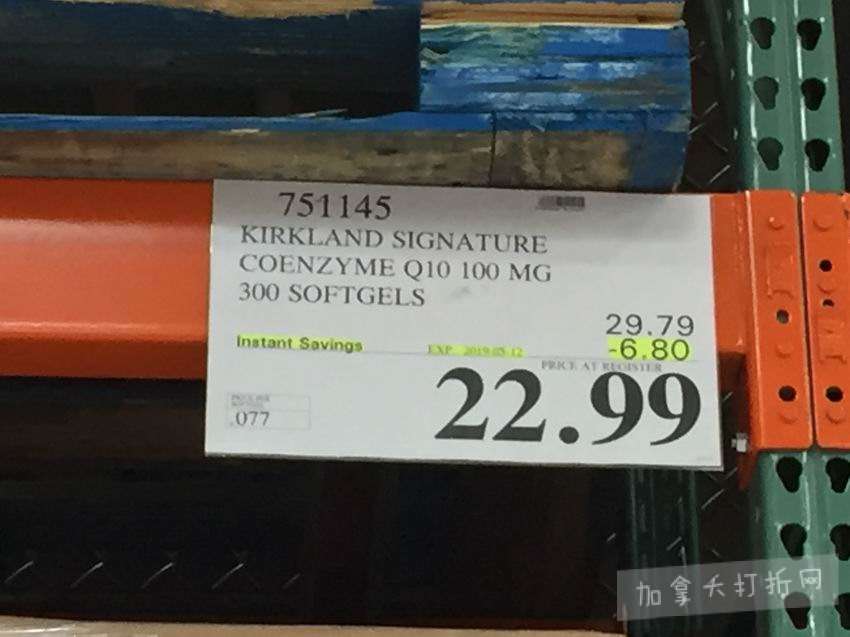 751145
KIRKLAND SIGNATURE
COENZYME Q10 100 MG
300 SOFTGELS
29.79
Instant Savings EXP. 2019-05-12 -6.80
PRICE AT REGISTER
22.99
.077
加拿大打折网